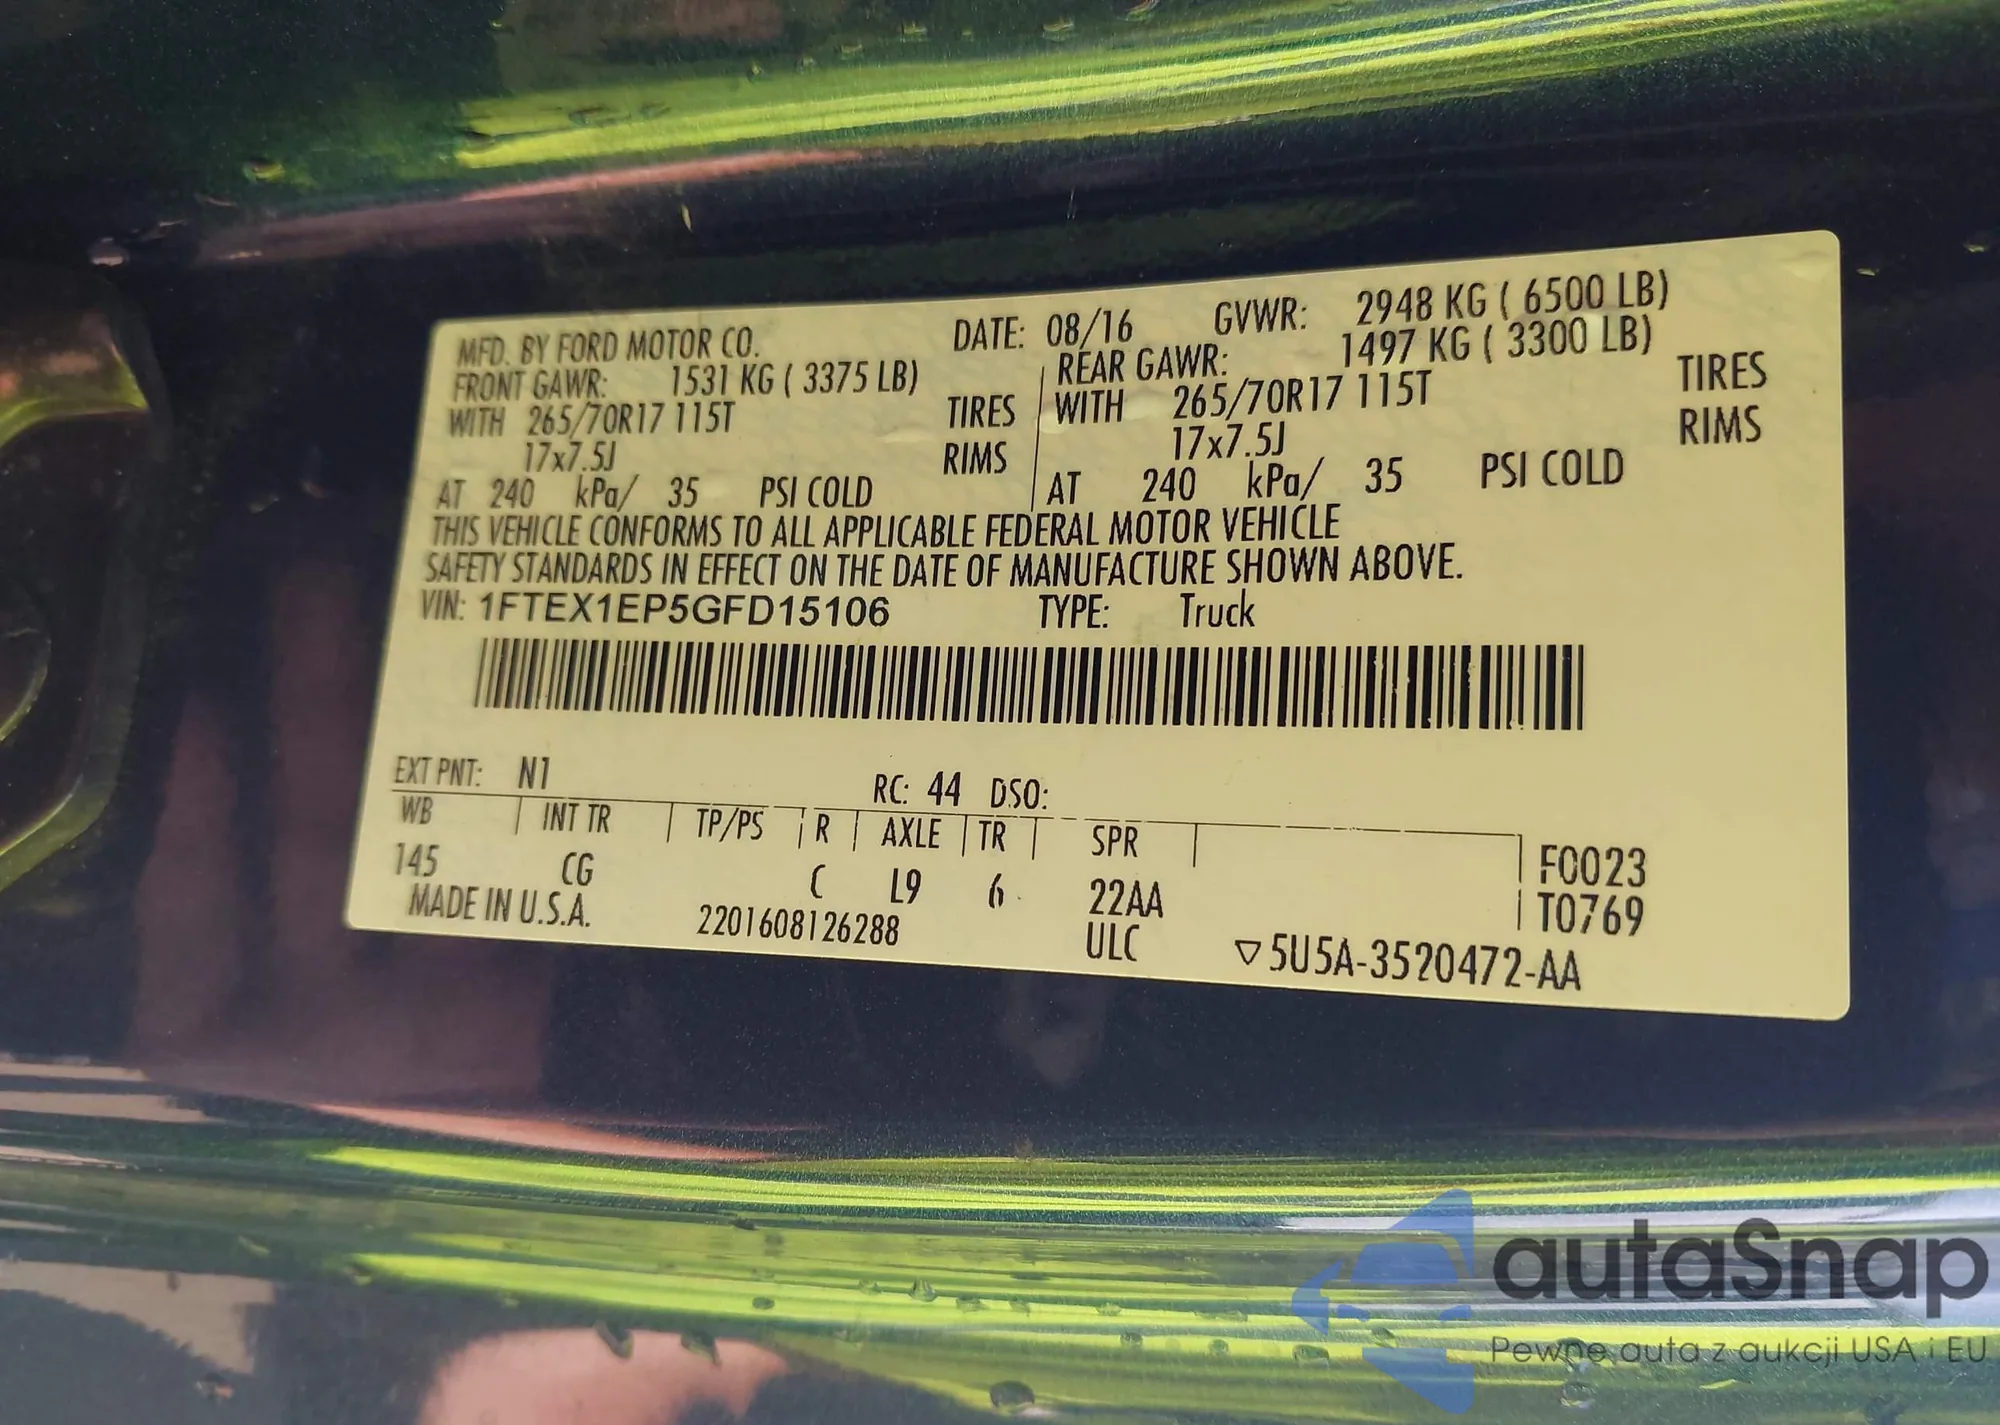 MFD. BY FORD MOTOR CO. DATE: 08/16 GVWR: 2948 KG ( 6500 LB)
FRONT GAWR: 1531 KG ( 3375 LB) REAR GAWR: 1497 KG ( 3300 LB)
WITH 265/70R17 115T TIRES WITH 265/70R17 115T TIRES
17x7.5J RIMS 17x7.5J RIMS
AT 240 kPa/ 35 PSI COLD AT 240 kPa/ 35 PSI COLD
THIS VEHICLE CONFORMS TO ALL APPLICABLE FEDERAL MOTOR VEHICLE
SAFETY STANDARDS IN EFFECT ON THE DATE OF MANUFACTURE SHOWN ABOVE.
VIN: 1FTEX1EP5GFD15106 TYPE: Truck
EXT PNT: N1 RC: 44 DSO:
WB INT TR TP/PS R AXLE TR SPR
145 CG C L9 6 22AA F0023
MADE IN U.S.A. 2201608126288 ULC T0769
▽5U5A-3520472-AA
autaSnap
Pewne auta z aukcji USA i EU